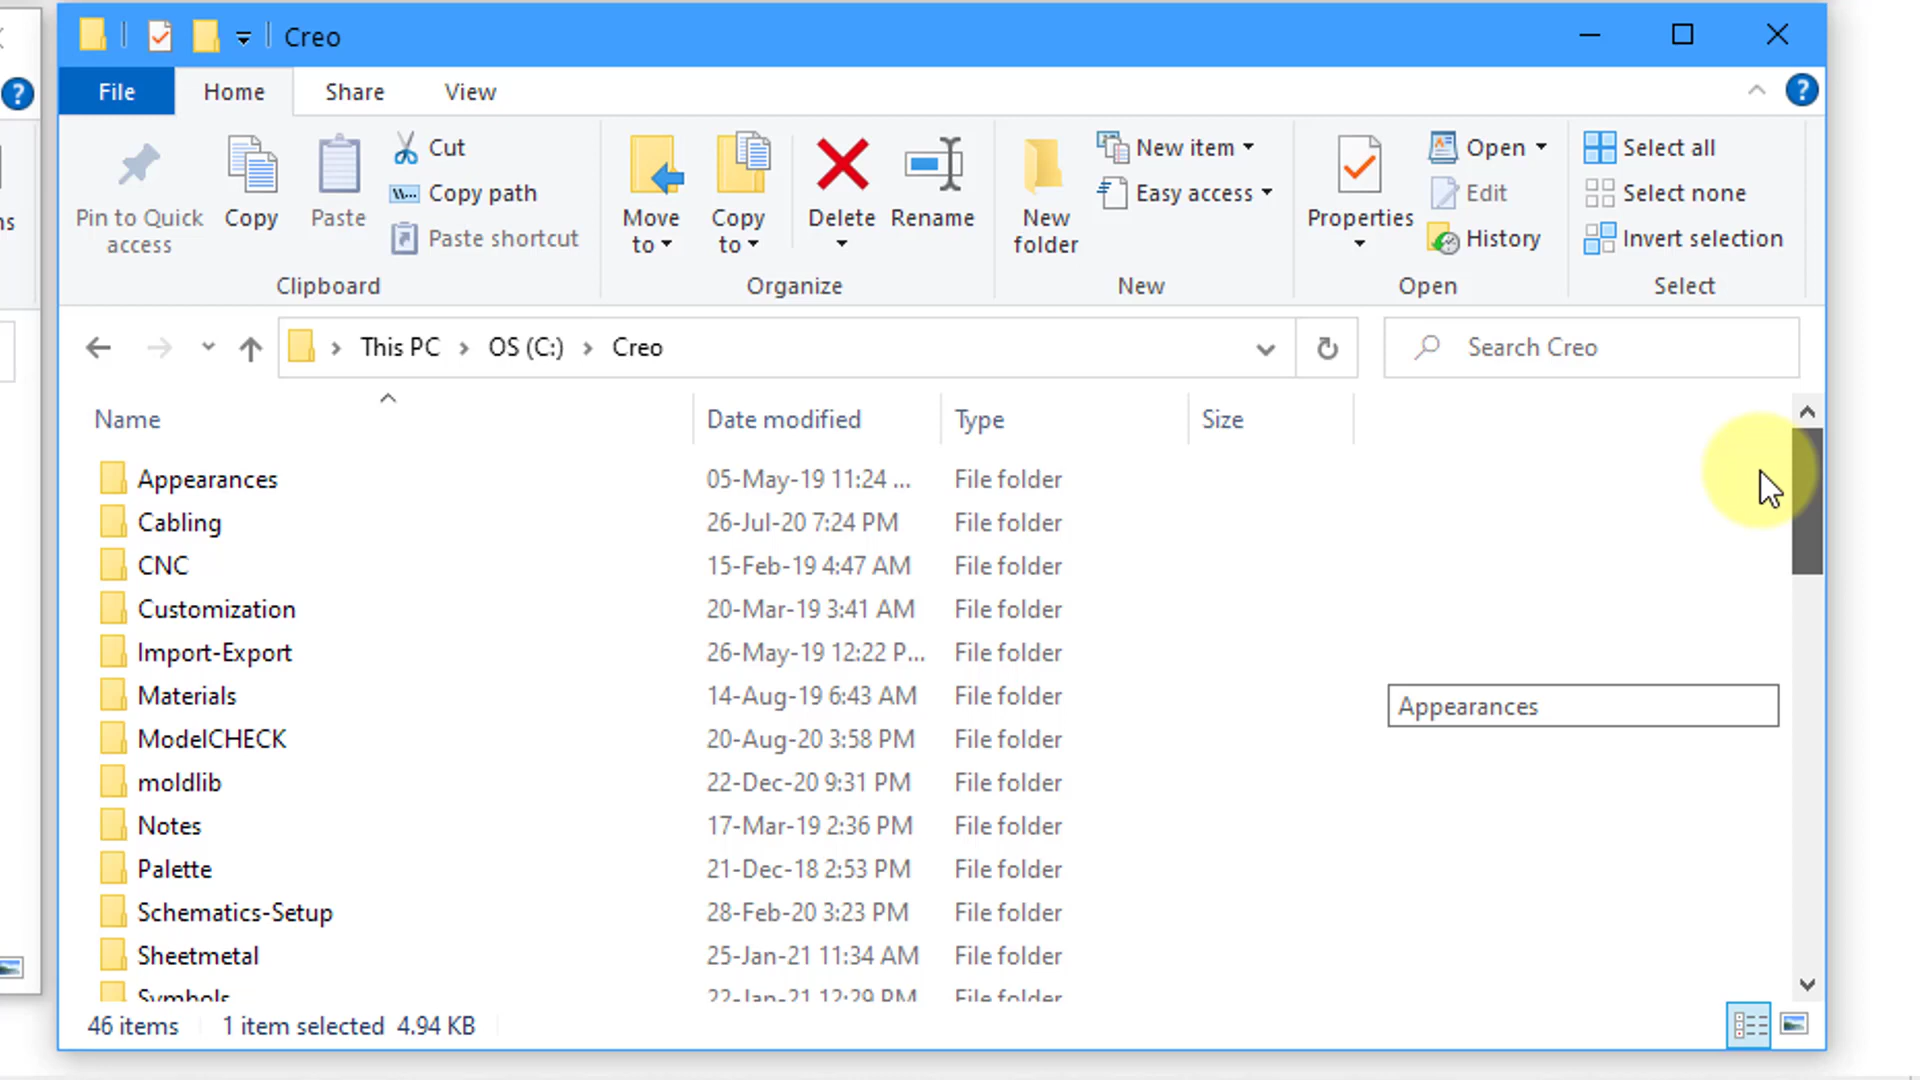 Creo
File Home Share View
Pin to Quick access
Copy
Paste
Cut
Copy path
Paste shortcut
Clipboard
Move to
Copy to
Delete
Rename
Organize
New folder
New item
Easy access
New
Properties
Open
Edit
History
Open
Select all
Select none
Invert selection
Select
This PC > OS (C:) > Creo
Search Creo
Name Date modified Type Size
Appearances 05-May-19 11:24 ... File folder
Cabling 26-Jul-20 7:24 PM File folder
CNC 15-Feb-19 4:47 AM File folder
Customization 20-Mar-19 3:41 AM File folder
Import-Export 26-May-19 12:22 P... File folder
Materials 14-Aug-19 6:43 AM File folder
Appearances
ModelCHECK 20-Aug-20 3:58 PM File folder
moldlib 22-Dec-20 9:31 PM File folder
Notes 17-Mar-19 2:36 PM File folder
Palette 21-Dec-18 2:53 PM File folder
Schematics-Setup 28-Feb-20 3:23 PM File folder
Sheetmetal 25-Jan-21 11:34 AM File folder
Symbols 22-Jan-21 12:29 PM File folder
46 items 1 item selected 4.94 KB